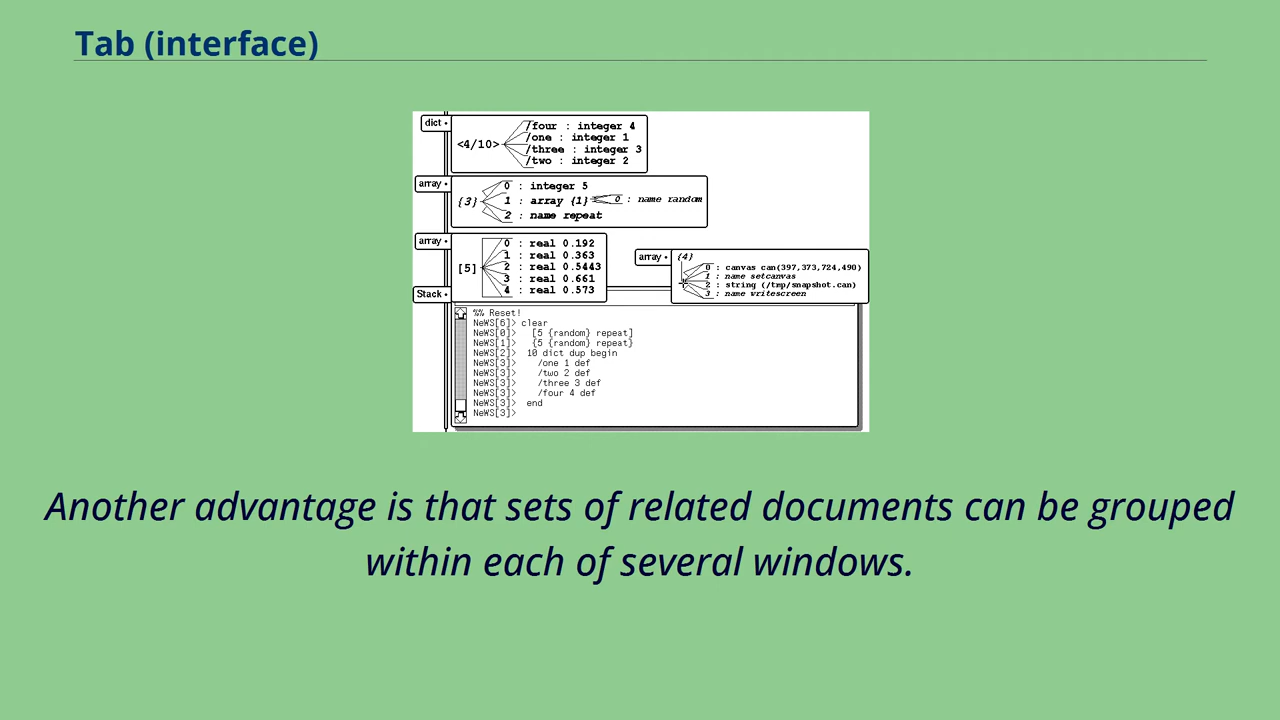 Tab (interface)
dict •
<4/10>
/four : integer 4
/one : integer 1
/three : integer 3
/two : integer 2
array •
{3}
0 : integer 5
1 : array {1} 0 : name random
2 : name repeat
array •
[5]
0 : real 0.192
1 : real 0.363
2 : real 0.5443
3 : real 0.661
4 : real 0.573
array •
{4}
0 : canvas can(397,373,724,490)
1 : name setcanvas
2 : string (/tmp/snapshot.can)
3 : name writescreen
Stack •
%% Reset!
NeWS[6]> clear
NeWS[0]> [5 {random} repeat]
NeWS[1]> {5 {random} repeat}
NeWS[2]> 10 dict dup begin
NeWS[3]> /one 1 def
NeWS[3]> /two 2 def
NeWS[3]> /three 3 def
NeWS[3]> /four 4 def
NeWS[3]> end
NeWS[3]>
Another advantage is that sets of related documents can be grouped
within each of several windows.